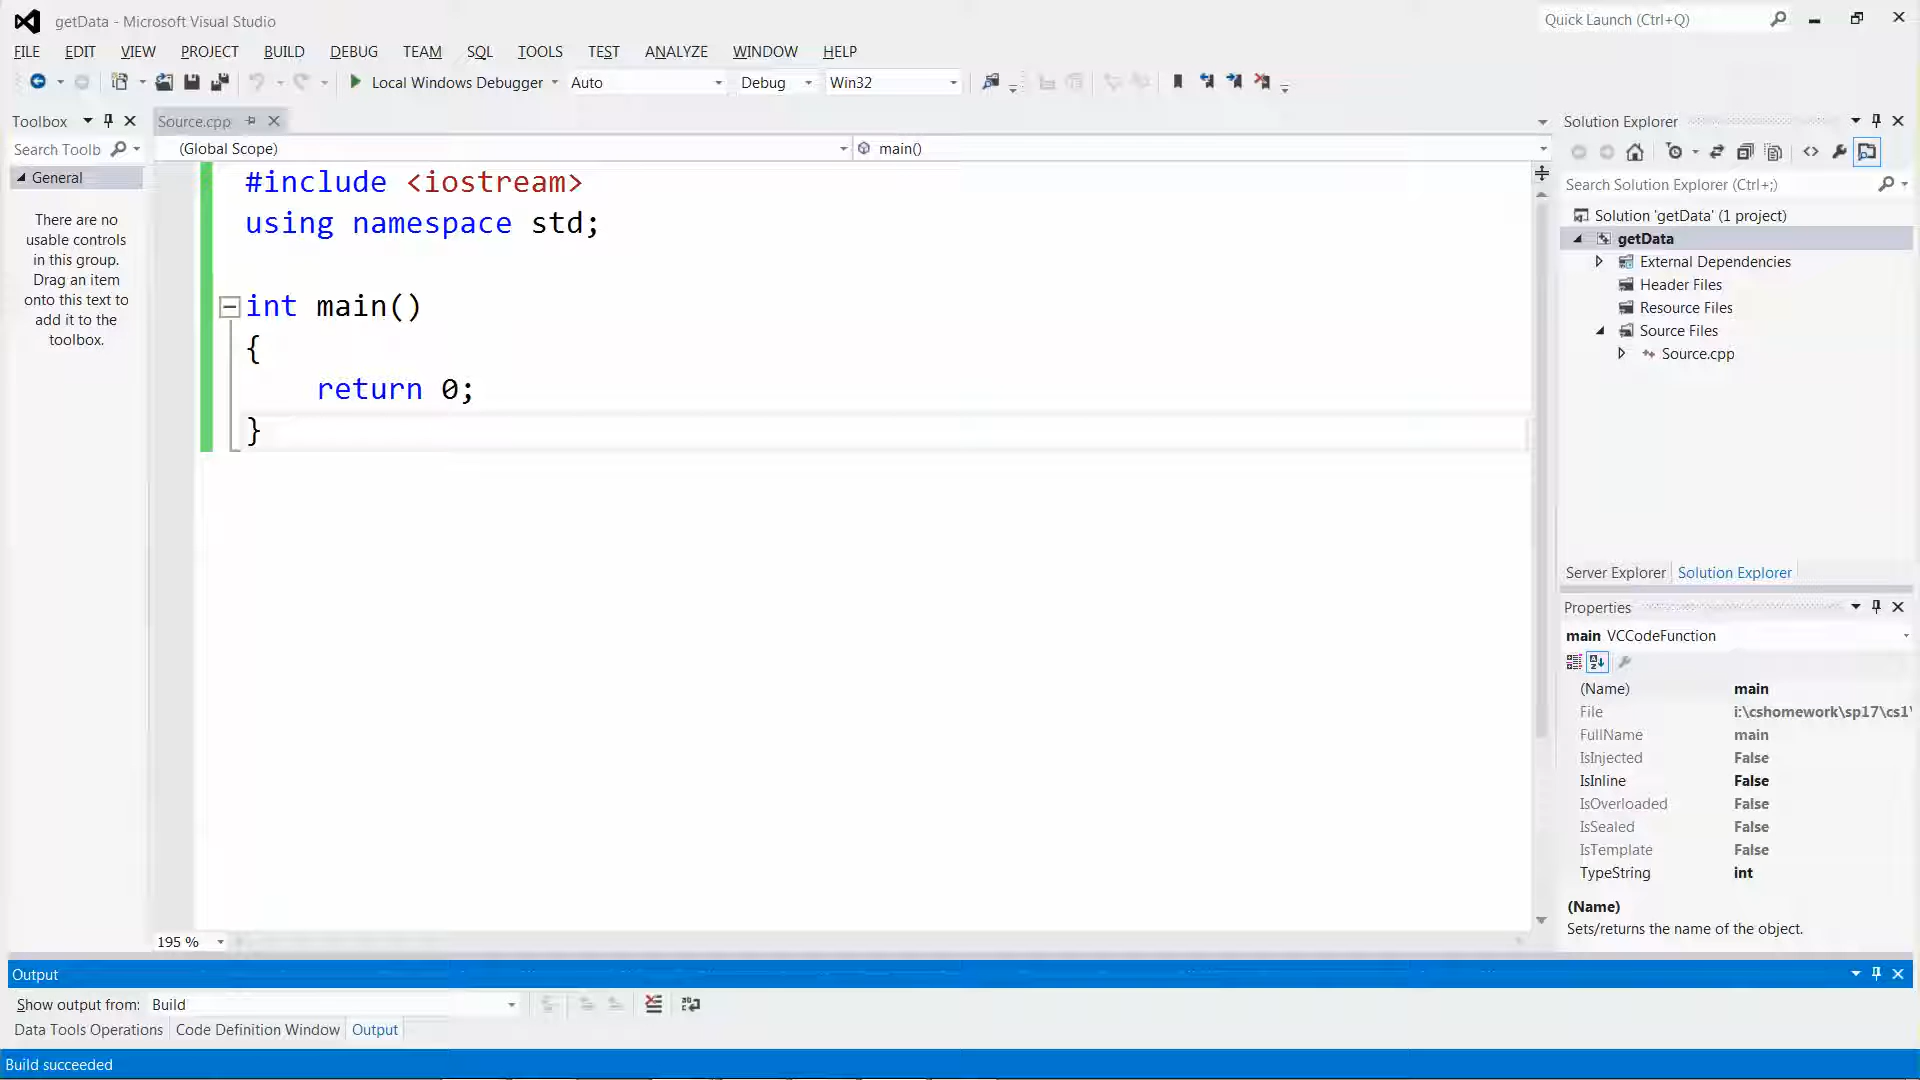 getData - Microsoft Visual Studio
Quick Launch (Ctrl+Q)
FILE EDIT VIEW PROJECT BUILD DEBUG TEAM SQL TOOLS TEST ANALYZE WINDOW HELP
Local Windows Debugger Auto Debug Win32
Toolbox
Search Toolb
General
There are no
usable controls
in this group.
Drag an item
onto this text to
add it to the
toolbox.
Source.cpp
(Global Scope) main()
#include <iostream>
using namespace std;
int main()
{
return 0;
}
195 %
Solution Explorer
Search Solution Explorer (Ctrl+;)
Solution 'getData' (1 project)
getData
External Dependencies
Header Files
Resource Files
Source Files
Source.cpp
Server Explorer Solution Explorer
Properties
main VCCodeFunction
(Name) main
File i:\cshomework\sp17\cs1\
FullName main
IsInjected False
IsInline False
IsOverloaded False
IsSealed False
IsTemplate False
TypeString int
(Name)
Sets/returns the name of the object.
Output
Show output from: Build
Data Tools Operations Code Definition Window Output
Build succeeded